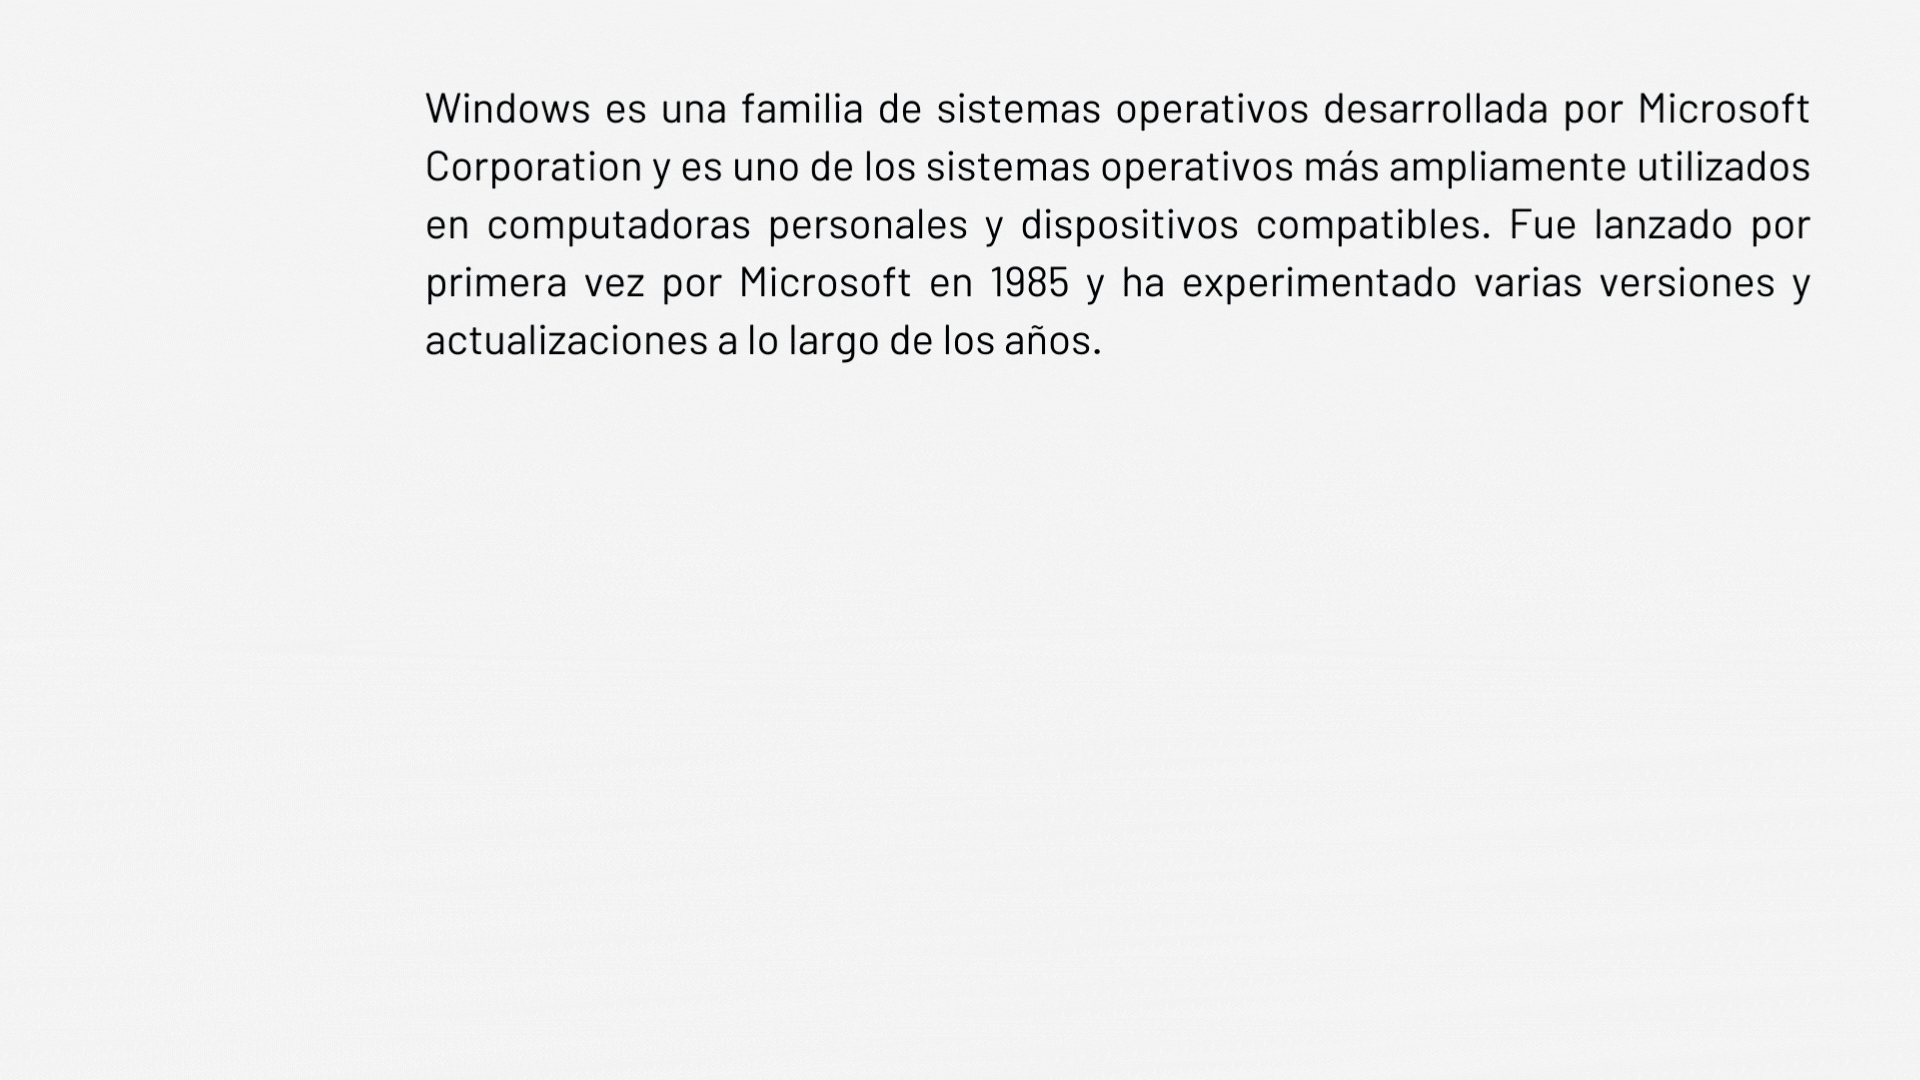 Windows es una familia de sistemas operativos desarrollada por Microsoft
Corporation y es uno de los sistemas operativos más ampliamente utilizados
en computadoras personales y dispositivos compatibles. Fue lanzado por
primera vez por Microsoft en 1985 y ha experimentado varias versiones y
actualizaciones a lo largo de los años.